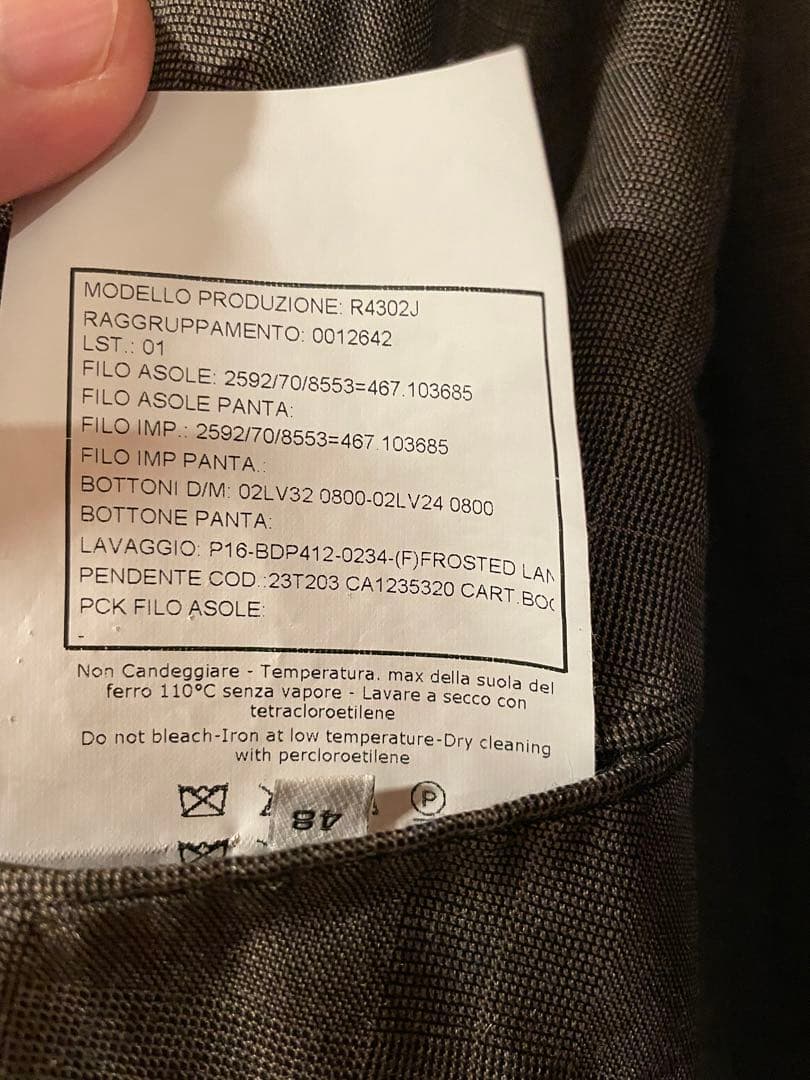 MODELLO PRODUZIONE: R4302J
RAGGRUPPAMENTO: 0012642
LST.: 01
FILO ASOLE: 2592/70/8553=467.103685
FILO ASOLE PANTA:
FILO IMP.: 2592/70/8553=467.103685
FILO IMP PANTA.:
BOTTONI D/M: 02LV32 0800-02LV24 0800
BOTTONE PANTA:
LAVAGGIO: P16-BDP412-0234-(F)FROSTED LAN
PENDENTE COD.:23T203 CA1235320 CART.BOC
PCK FILO ASOLE:
-
Non Candeggiare - Temperatura. max della suola del
ferro 110°C senza vapore - Lavare a secco con
tetracloroetilene
Do not bleach-Iron at low temperature-Dry cleaning
with percloroetilene
48
P